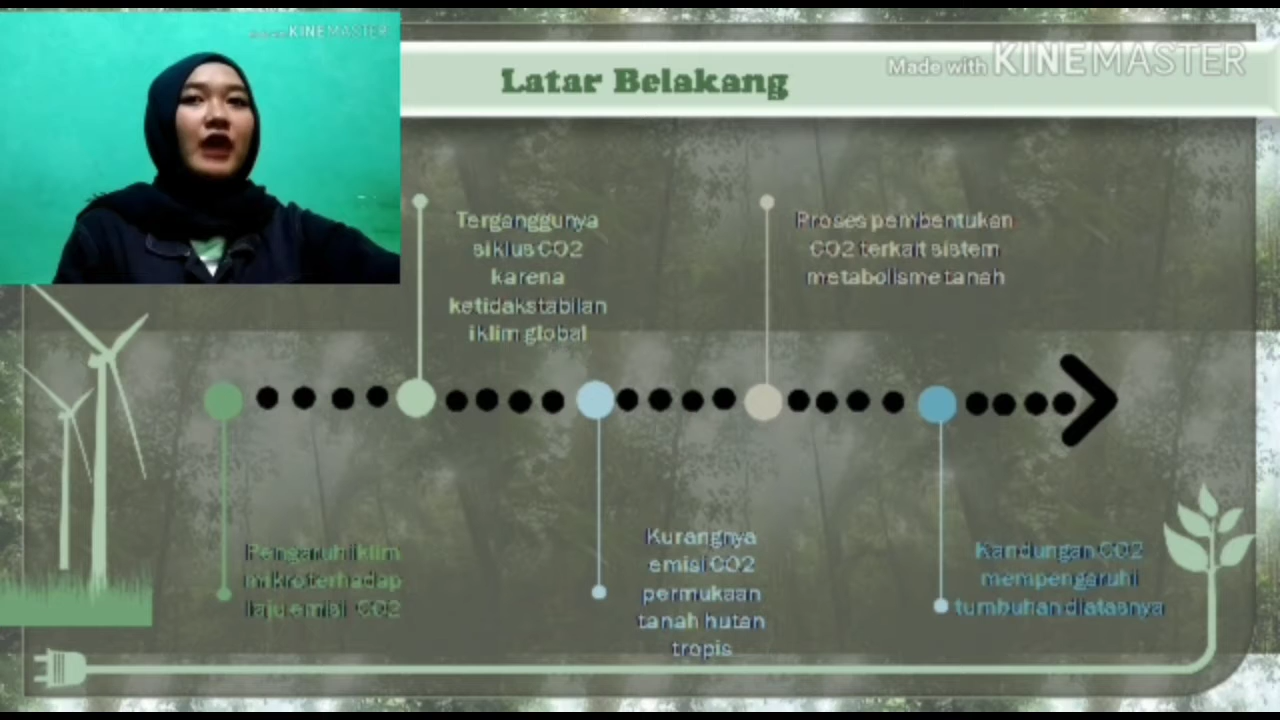 KINEMASTER
Latar Belakang
Made with KINEMASTER
Terganggunya
siklus CO2
karena
ketidakstabilan
iklim global
Proses pembentukan
CO2 terkait sistem
metabolisme tanah
Pengaruh iklim
mikro terhadap
laju emisi CO2
Kurangnya
emisi CO2
permukaan
tanah hutan
tropis
Kandungan CO2
mempengaruhi
tumbuhan diatasnya